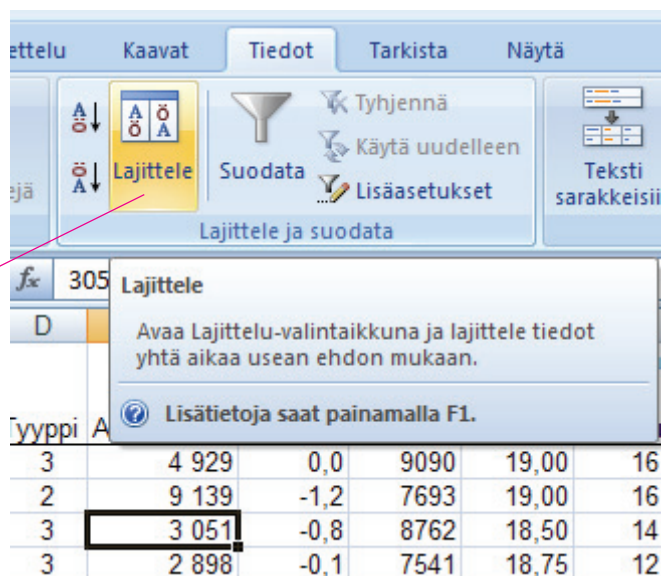 ettelu Kaavat Tiedot Tarkista Näytä
A Ö
Ö A
A Ö
Ö A
Lajittele
Suodata
Tyhjennä
Käytä uudelleen
Lisäasetukset
ejä
Teksti
sarakkeisii
Lajittele ja suodata
fx 305
Lajittele
D
Avaa Lajittelu-valintaikkuna ja lajittele tiedot
yhtä aikaa usean ehdon mukaan.
Lisätietoja saat painamalla F1.
Tyyppi A
3 4 929 0,0 9090 19,00 16
2 9 139 -1,2 7693 19,00 16
3 3 051 -0,8 8762 18,50 14
3 2 898 -0,1 7541 18,75 12